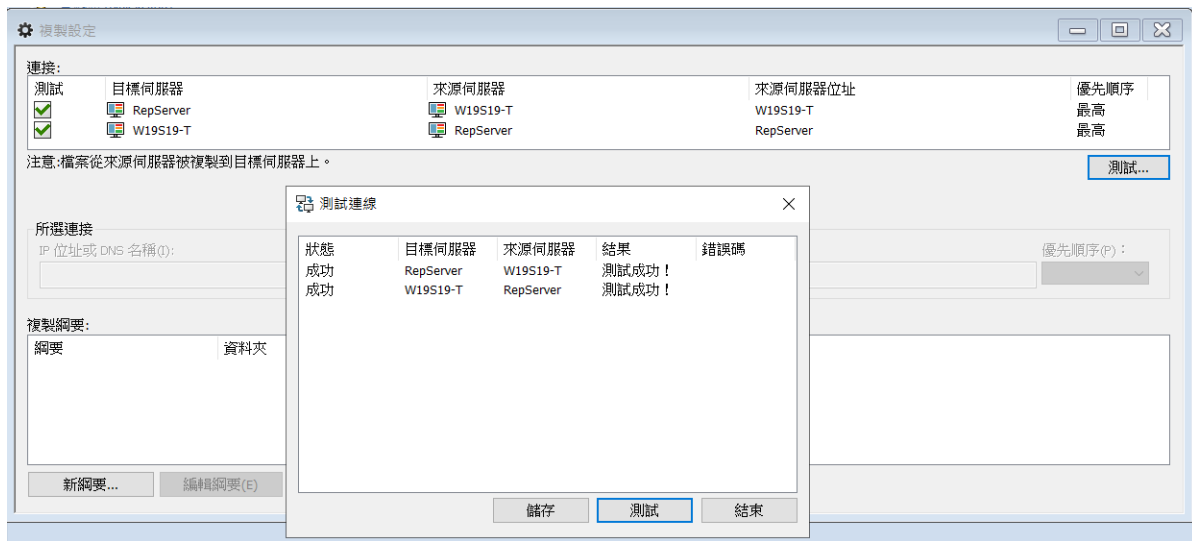 複製設定
連接:
測試 目標伺服器 來源伺服器 來源伺服器位址 優先順序
RepServer W19S19-T W19S19-T 最高
W19S19-T RepServer RepServer 最高
注意:檔案從來源伺服器被複製到目標伺服器上。
測試...
測試連線
所選連接
IP 位址或 DNS 名稱(I):
優先順序(P)：
狀態 目標伺服器 來源伺服器 結果 錯誤碼
成功 RepServer W19S19-T 測試成功！
成功 W19S19-T RepServer 測試成功！
複製綱要:
綱要 資料夾
新綱要... 編輯綱要(E)
儲存 測試 結束